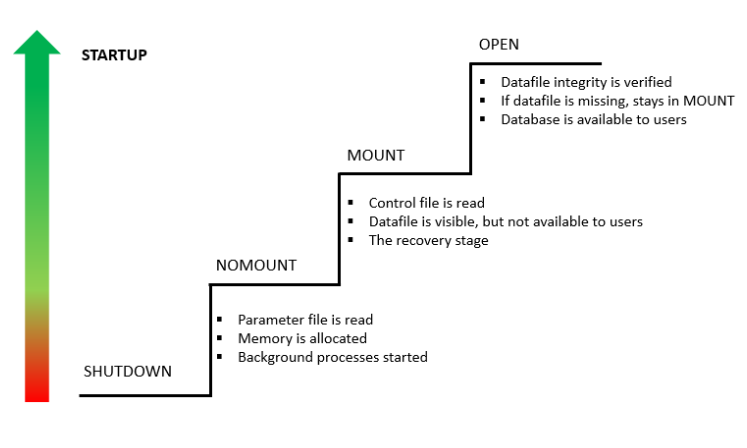 STARTUP
OPEN
▪ Datafile integrity is verified
▪ If datafile is missing, stays in MOUNT
▪ Database is available to users
MOUNT
▪ Control file is read
▪ Datafile is visible, but not available to users
▪ The recovery stage
NOMOUNT
▪ Parameter file is read
▪ Memory is allocated
▪ Background processes started
SHUTDOWN